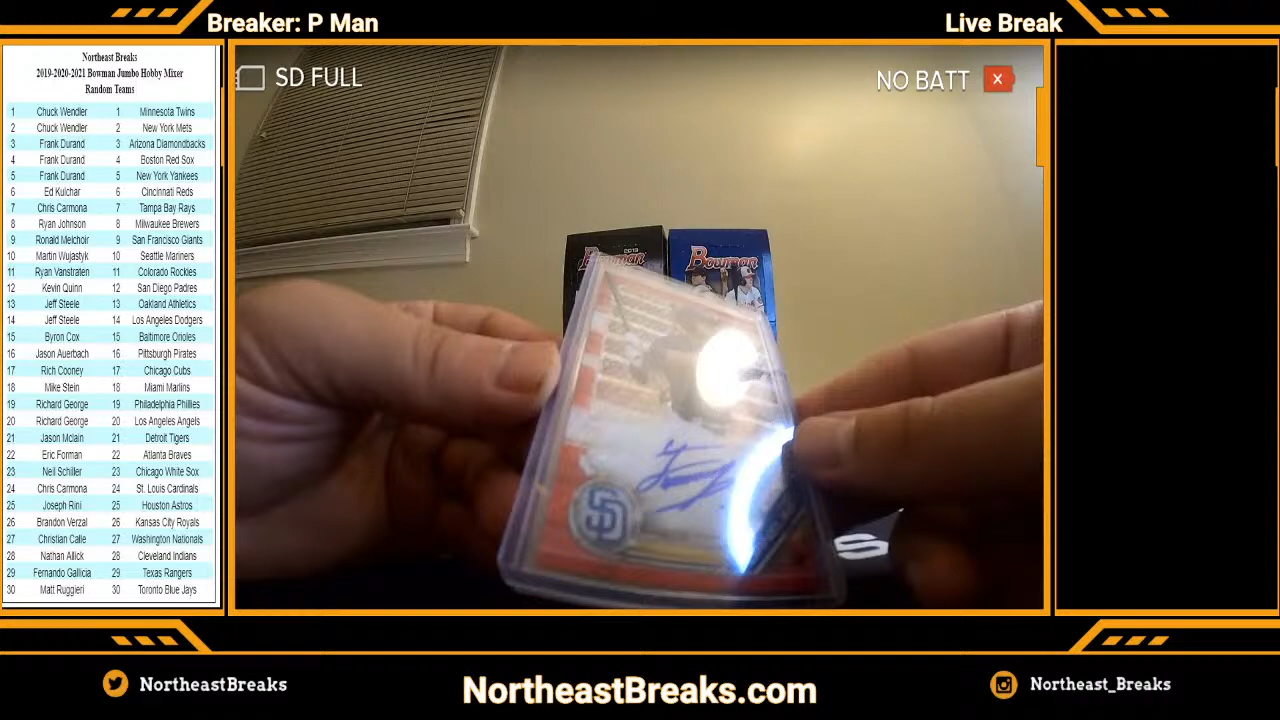 Breaker: P Man
Live Break
Northeast Breaks
2019-2020-2021 Bowman Jumbo Hobby Mixer
Random Teams
1 Chuck Wendler 1 Minnesota Twins
2 Chuck Wendler 2 New York Mets
3 Frank Durand 3 Arizona Diamondbacks
4 Frank Durand 4 Boston Red Sox
5 Frank Durand 5 New York Yankees
6 Ed Kulchar 6 Cincinnati Reds
7 Chris Carmona 7 Tampa Bay Rays
8 Ryan Johnson 8 Milwaukee Brewers
9 Ronald Melchoir 9 San Francisco Giants
10 Martin Wujastyk 10 Seattle Mariners
11 Ryan Vanstraten 11 Colorado Rockies
12 Kevin Quinn 12 San Diego Padres
13 Jeff Steele 13 Oakland Athletics
14 Jeff Steele 14 Los Angeles Dodgers
15 Byron Cox 15 Baltimore Orioles
16 Jason Auerbach 16 Pittsburgh Pirates
17 Rich Cooney 17 Chicago Cubs
18 Mike Stein 18 Miami Marlins
19 Richard George 19 Philadelphia Phillies
20 Richard George 20 Los Angeles Angels
21 Jason Mclain 21 Detroit Tigers
22 Eric Forman 22 Atlanta Braves
23 Neil Schiller 23 Chicago White Sox
24 Chris Carmona 24 St. Louis Cardinals
25 Joseph Rini 25 Houston Astros
26 Brandon Verzal 26 Kansas City Royals
27 Christian Calle 27 Washington Nationals
28 Nathan Allick 28 Cleveland Indians
29 Fernando Gallicia 29 Texas Rangers
30 Matt Ruggieri 30 Toronto Blue Jays
SD FULL
NO BATT
Bowman
Bowman
SD
NortheastBreaks
NortheastBreaks.com
Northeast_Breaks